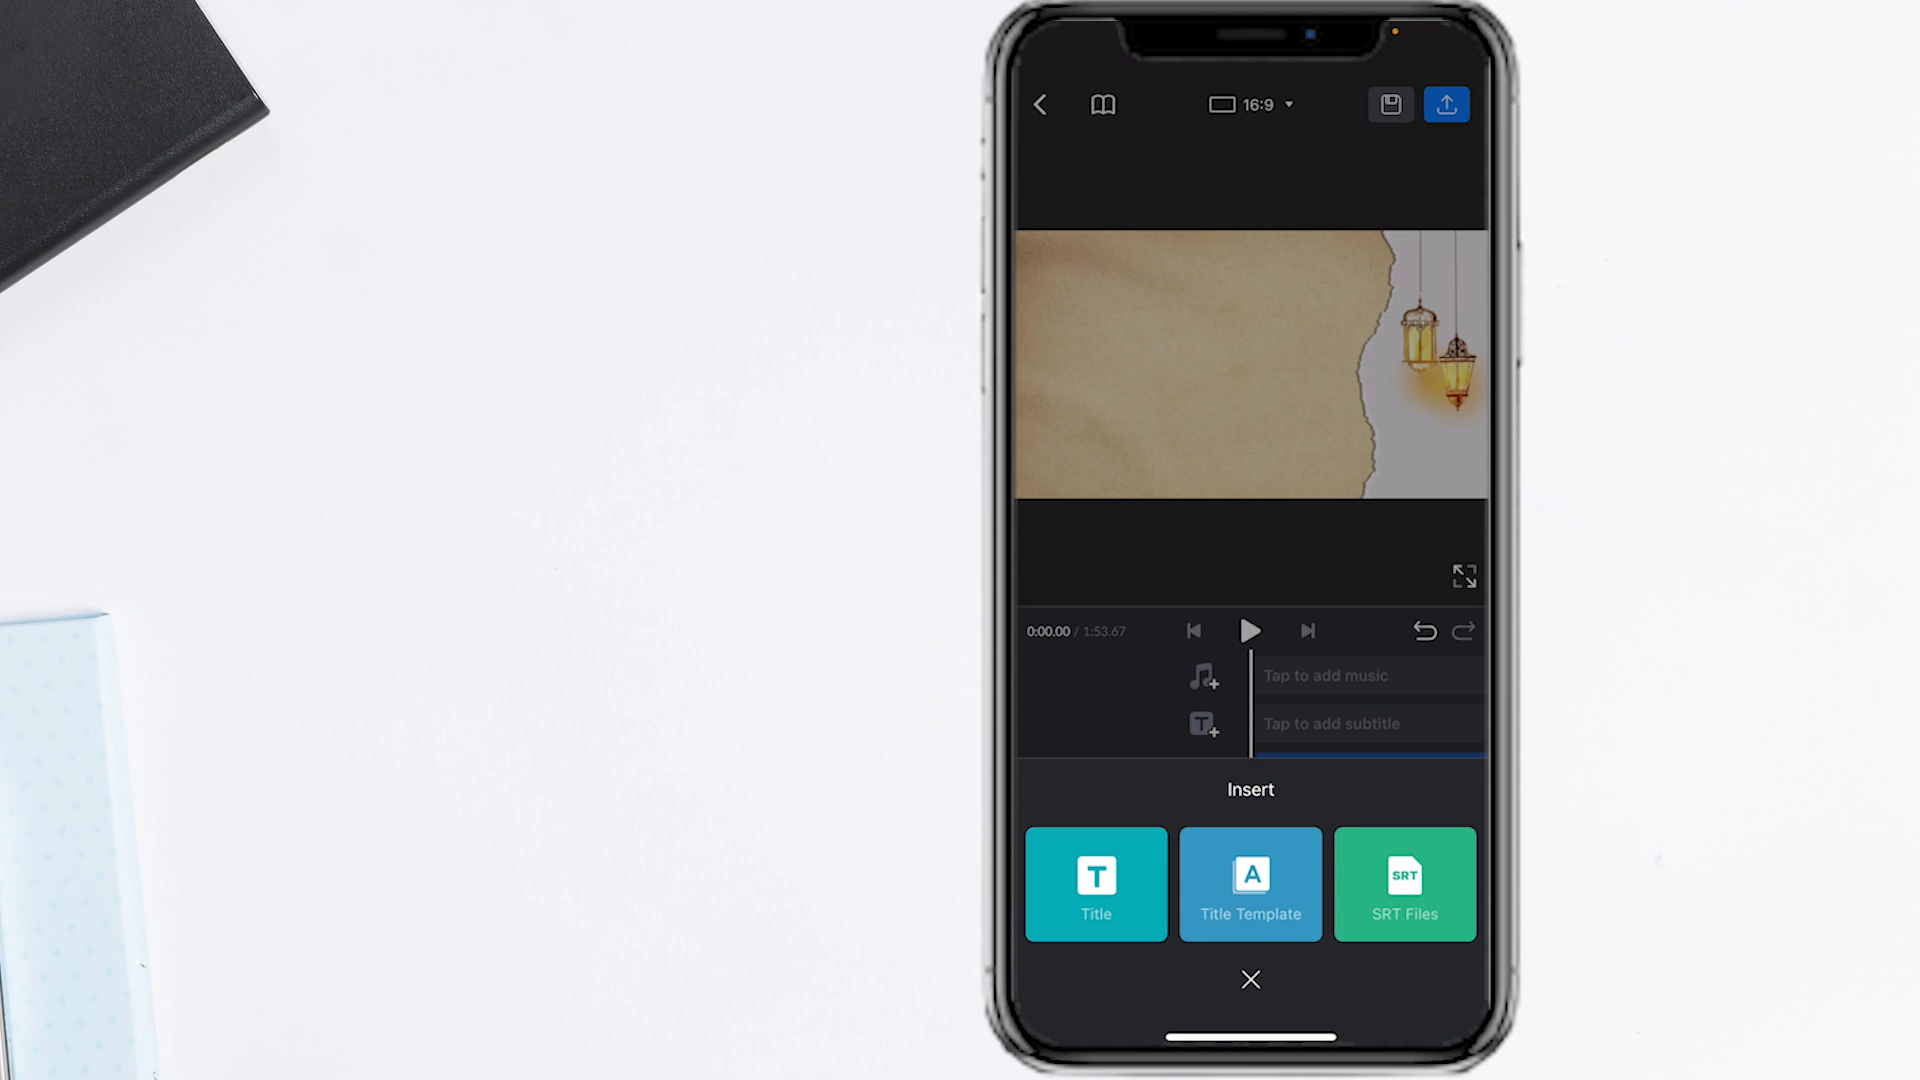 16:9
0:00.00 / 1:53.67
Tap to add music
T Tap to add subtitle
Insert
T A SRT
Title Title Template SRT Files